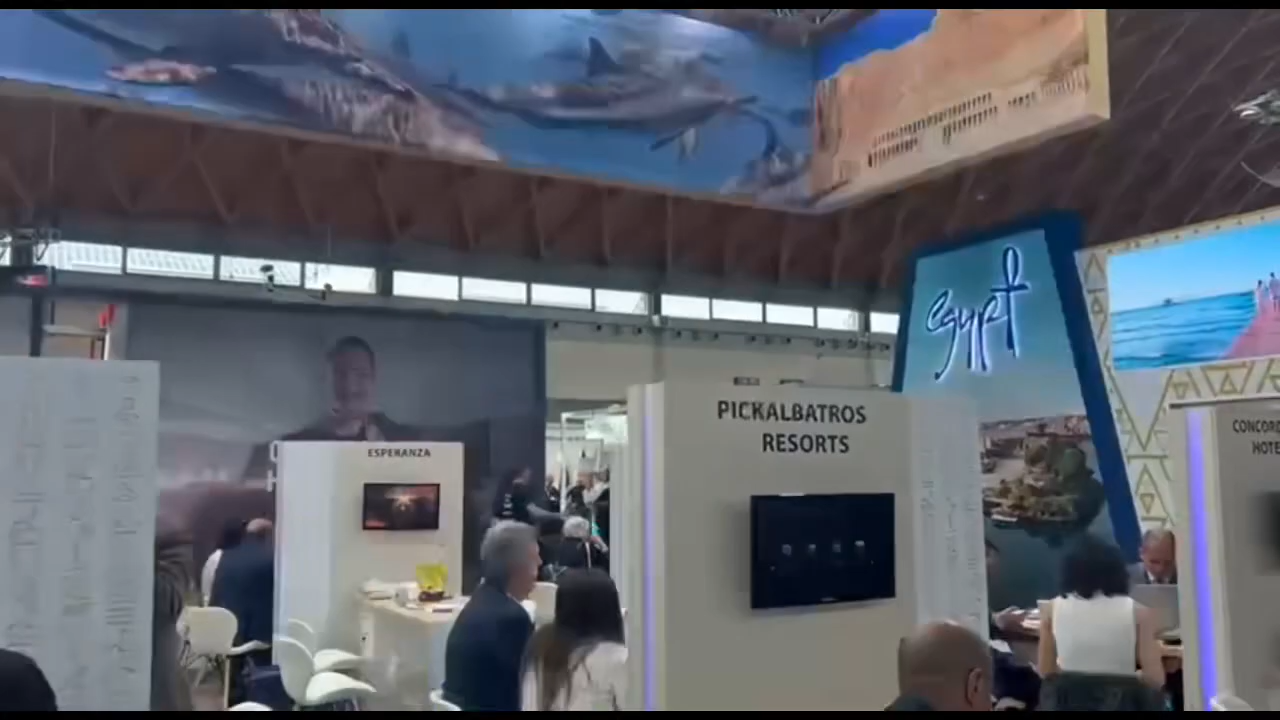 egypt
PICKALBATROS
RESORTS
ESPERANZA
CONCORD
HOTE